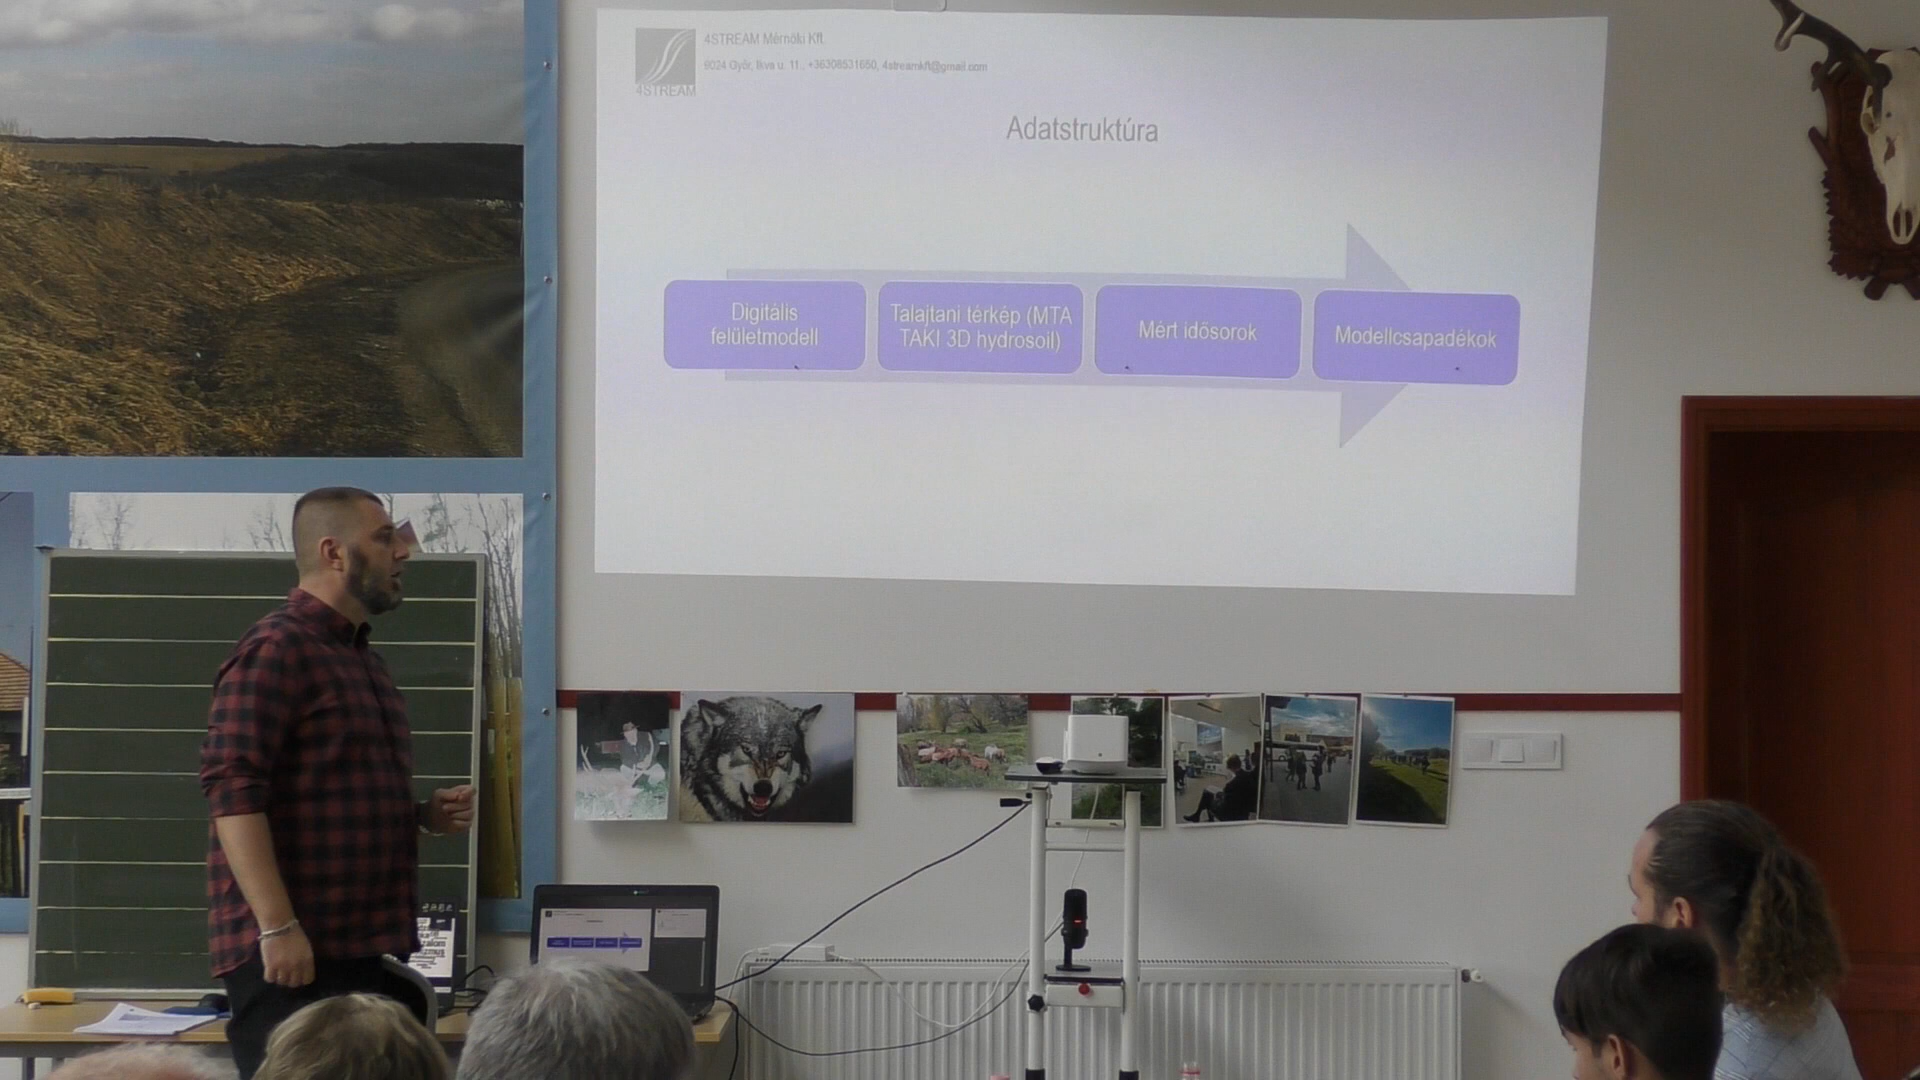 4STREAM Mérnöki Kft.
9024 Győr, Ikva u. 11., +36308531650, 4streamkft@gmail.com
4STREAM
Adatstruktúra
Digitális
felületmodell
Talajtani térkép (MTA
TAKI 3D hydrosoil)
Mért idősorok
Modellcsapadékok